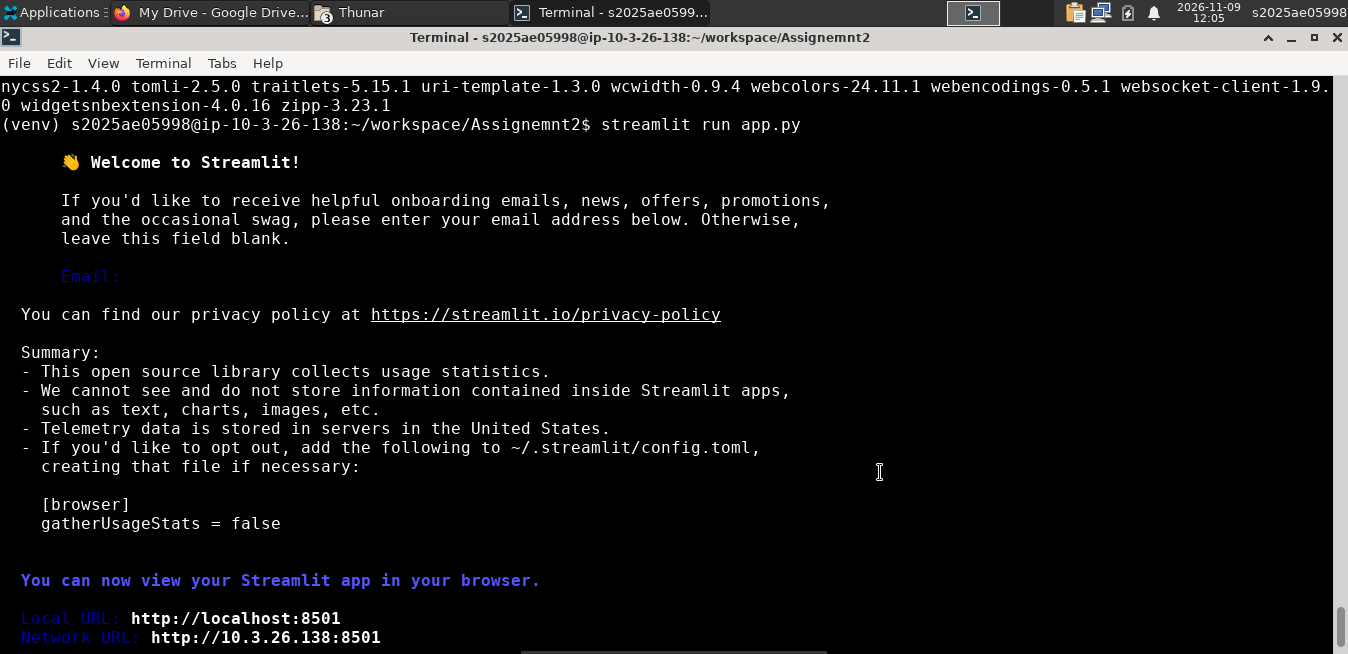 Applications My Drive - Google Drive... 3 Thunar Terminal - s2025ae0599... 2026-11-09 12:05 s2025ae05998
Terminal - s2025ae05998@ip-10-3-26-138:~/workspace/Assignemnt2
File Edit View Terminal Tabs Help
nycss2-1.4.0 tomli-2.5.0 traitlets-5.15.1 uri-template-1.3.0 wcwidth-0.9.4 webcolors-24.11.1 webencodings-0.5.1 websocket-client-1.9.
0 widgetsnbextension-4.0.16 zipp-3.23.1
(venv) s2025ae05998@ip-10-3-26-138:~/workspace/Assignemnt2$ streamlit run app.py
👋 Welcome to Streamlit!
If you'd like to receive helpful onboarding emails, news, offers, promotions,
and the occasional swag, please enter your email address below. Otherwise,
leave this field blank.
Email:
You can find our privacy policy at https://streamlit.io/privacy-policy
Summary:
- This open source library collects usage statistics.
- We cannot see and do not store information contained inside Streamlit apps,
such as text, charts, images, etc.
- Telemetry data is stored in servers in the United States.
- If you'd like to opt out, add the following to ~/.streamlit/config.toml,
creating that file if necessary:
[browser]
gatherUsageStats = false
You can now view your Streamlit app in your browser.
Local URL: http://localhost:8501
Network URL: http://10.3.26.138:8501